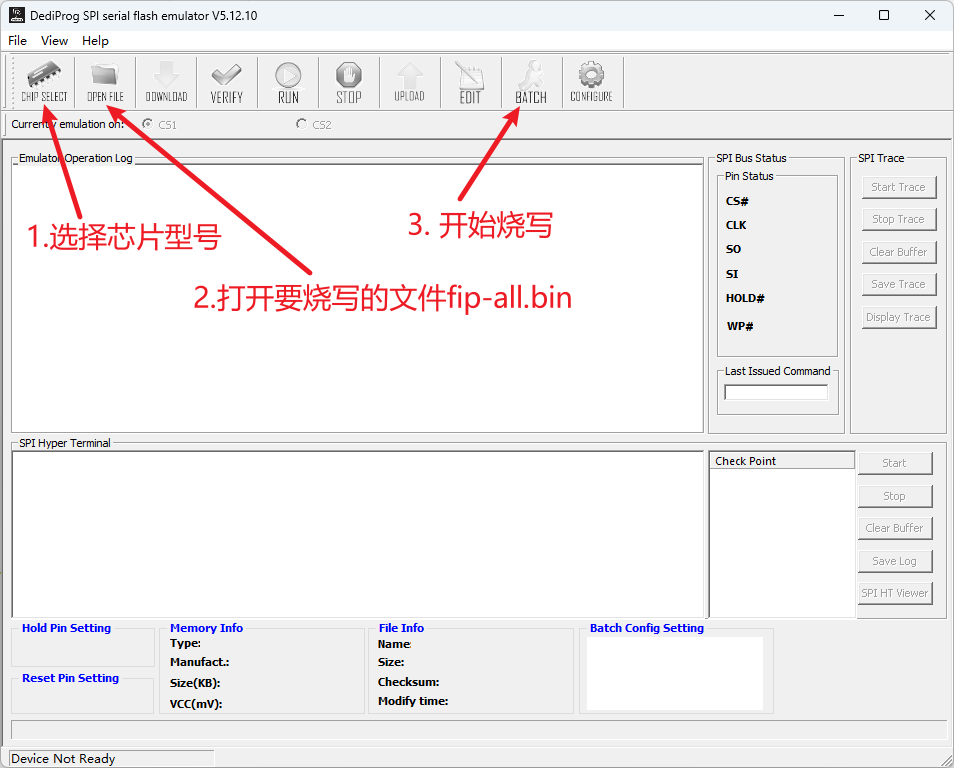 DediProg SPI serial flash emulator V5.12.10
File View Help
CHIP SELECT OPEN FILE DOWNLOAD VERIFY RUN STOP UPLOAD EDIT BATCH CONFIGURE
Currently emulation on: CS1 CS2
Emulator Operation Log
1.选择芯片型号
2.打开要烧写的文件fip-all.bin
3. 开始烧写
SPI Bus Status
Pin Status
CS#
CLK
SO
SI
HOLD#
WP#
Last Issued Command
SPI Trace
Start Trace
Stop Trace
Clear Buffer
Save Trace
Display Trace
SPI Hyper Terminal
Check Point
Start
Stop
Clear Buffer
Save Log
SPI HT Viewer
Hold Pin Setting
Reset Pin Setting
Memory Info
Type:
Manufact.:
Size(KB):
VCC(mV):
File Info
Name:
Size:
Checksum:
Modify time:
Batch Config Setting
Device Not Ready